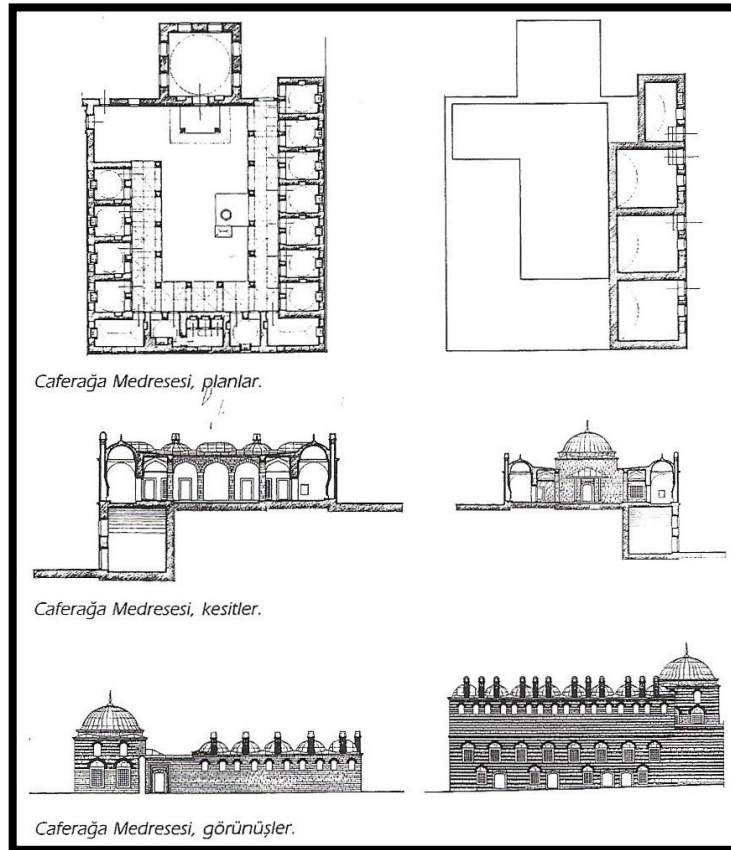 Caferağa Medresesi, planlar.
Caferağa Medresesi, kesitler.
Caferağa Medresesi, görünüşler.